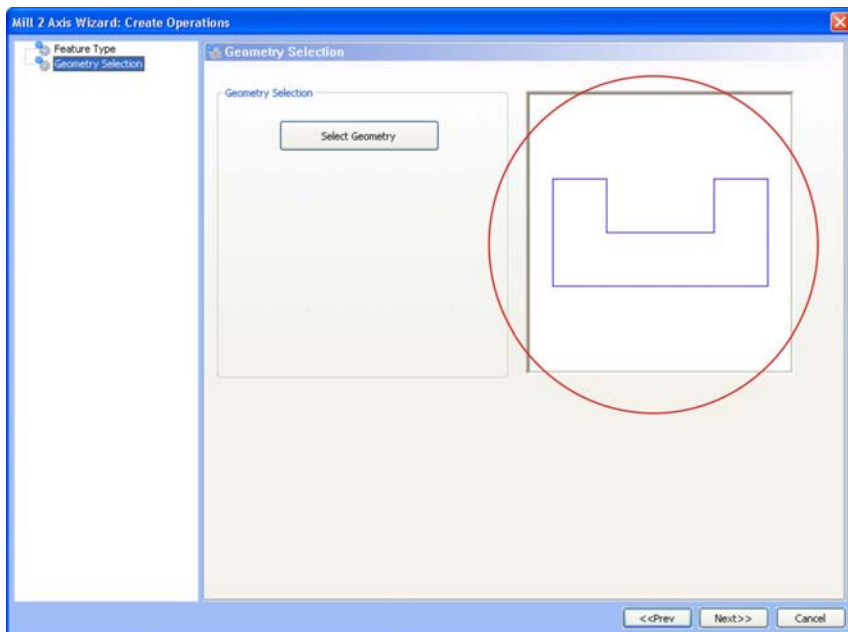 Mill 2 Axis Wizard: Create Operations
Feature Type
Geometry Selection
Geometry Selection
Geometry Selection
Select Geometry
<<Prev
Next>>
Cancel